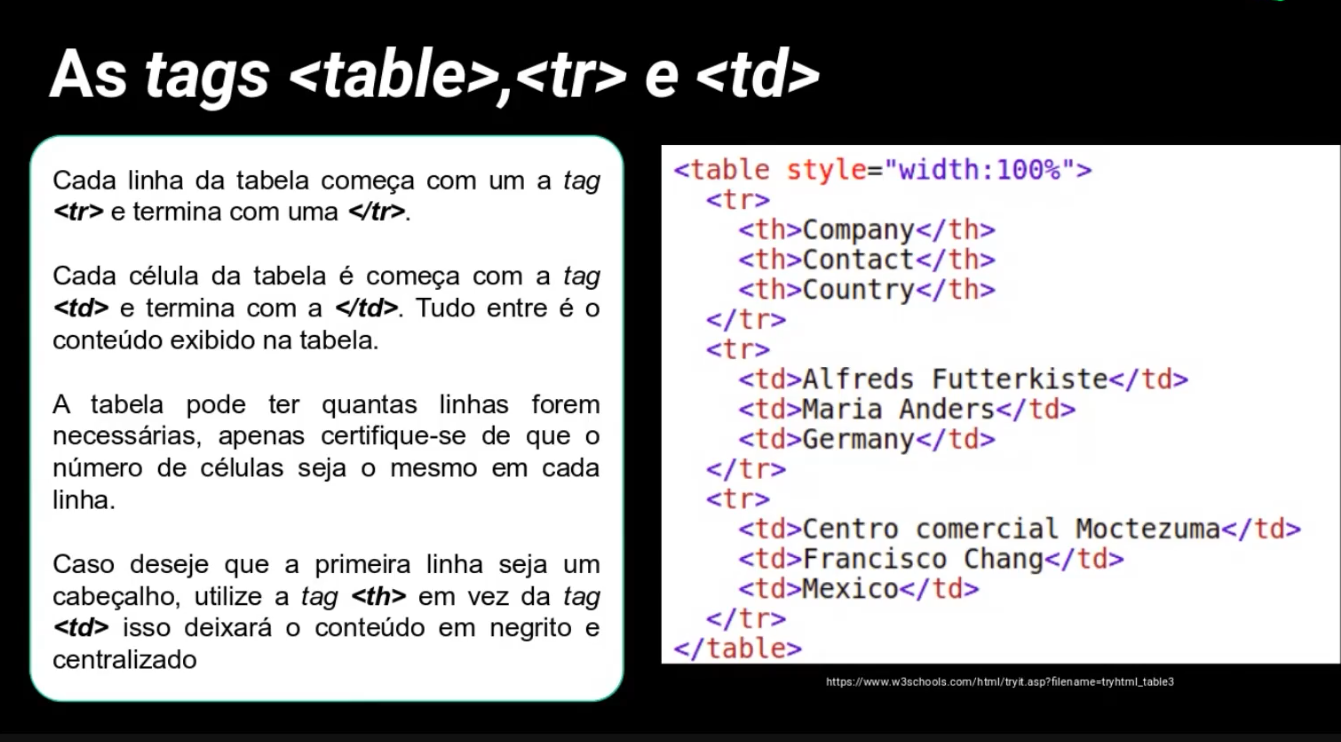 As tags <table>,<tr> e <td>
Cada linha da tabela começa com um a tag
<tr> e termina com uma </tr>.
Cada célula da tabela é começa com a tag
<td> e termina com a </td>. Tudo entre é o
conteúdo exibido na tabela.
A tabela pode ter quantas linhas forem
necessárias, apenas certifique-se de que o
número de células seja o mesmo em cada
linha.
Caso deseje que a primeira linha seja um
cabeçalho, utilize a tag <th> em vez da tag
<td> isso deixará o conteúdo em negrito e
centralizado
<table style="width:100%">
<tr>
<th>Company</th>
<th>Contact</th>
<th>Country</th>
</tr>
<tr>
<td>Alfreds Futterkiste</td>
<td>Maria Anders</td>
<td>Germany</td>
</tr>
<tr>
<td>Centro comercial Moctezuma</td>
<td>Francisco Chang</td>
<td>Mexico</td>
</tr>
</table>
https://www.w3schools.com/html/tryit.asp?filename=tryhtml_table3